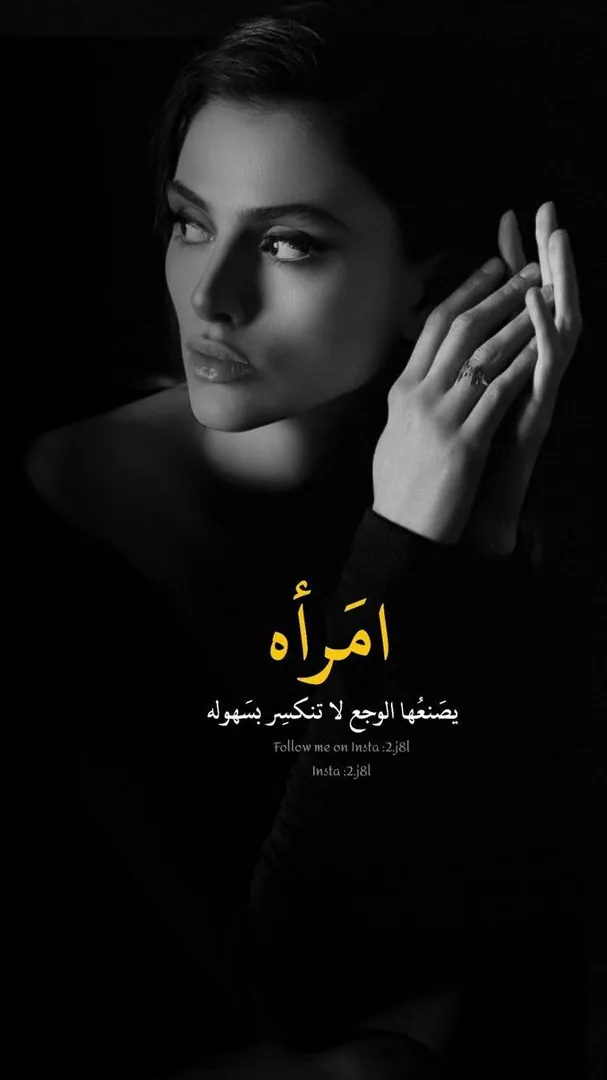 امَرأه
يصَنعُها الوجع لا تنكسِر بسَهوله
Follow me on Insta :2.j8l
Insta :2.j8l